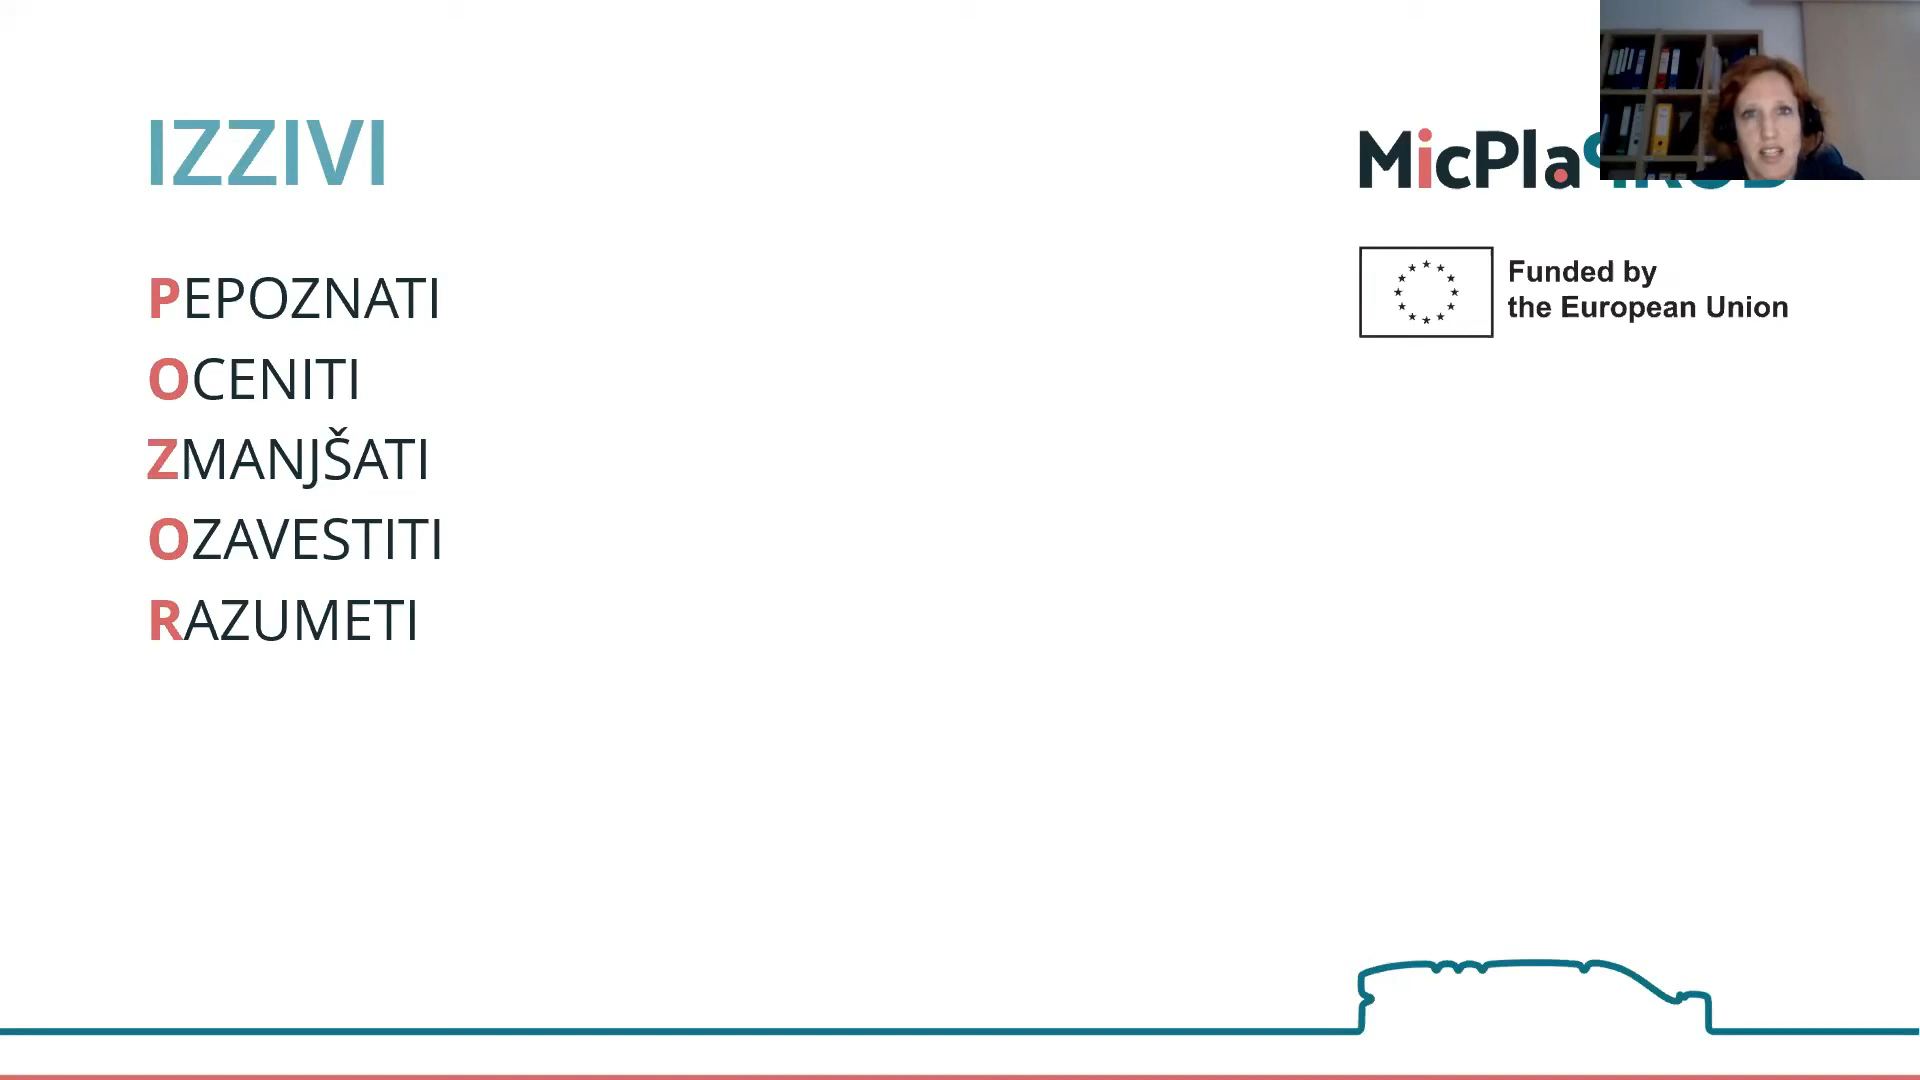 IZZIVI
MicPla
Funded by
the European Union
PEPOZNATI
OCENITI
ZMANJŠATI
OZAVESTITI
RAZUMETI